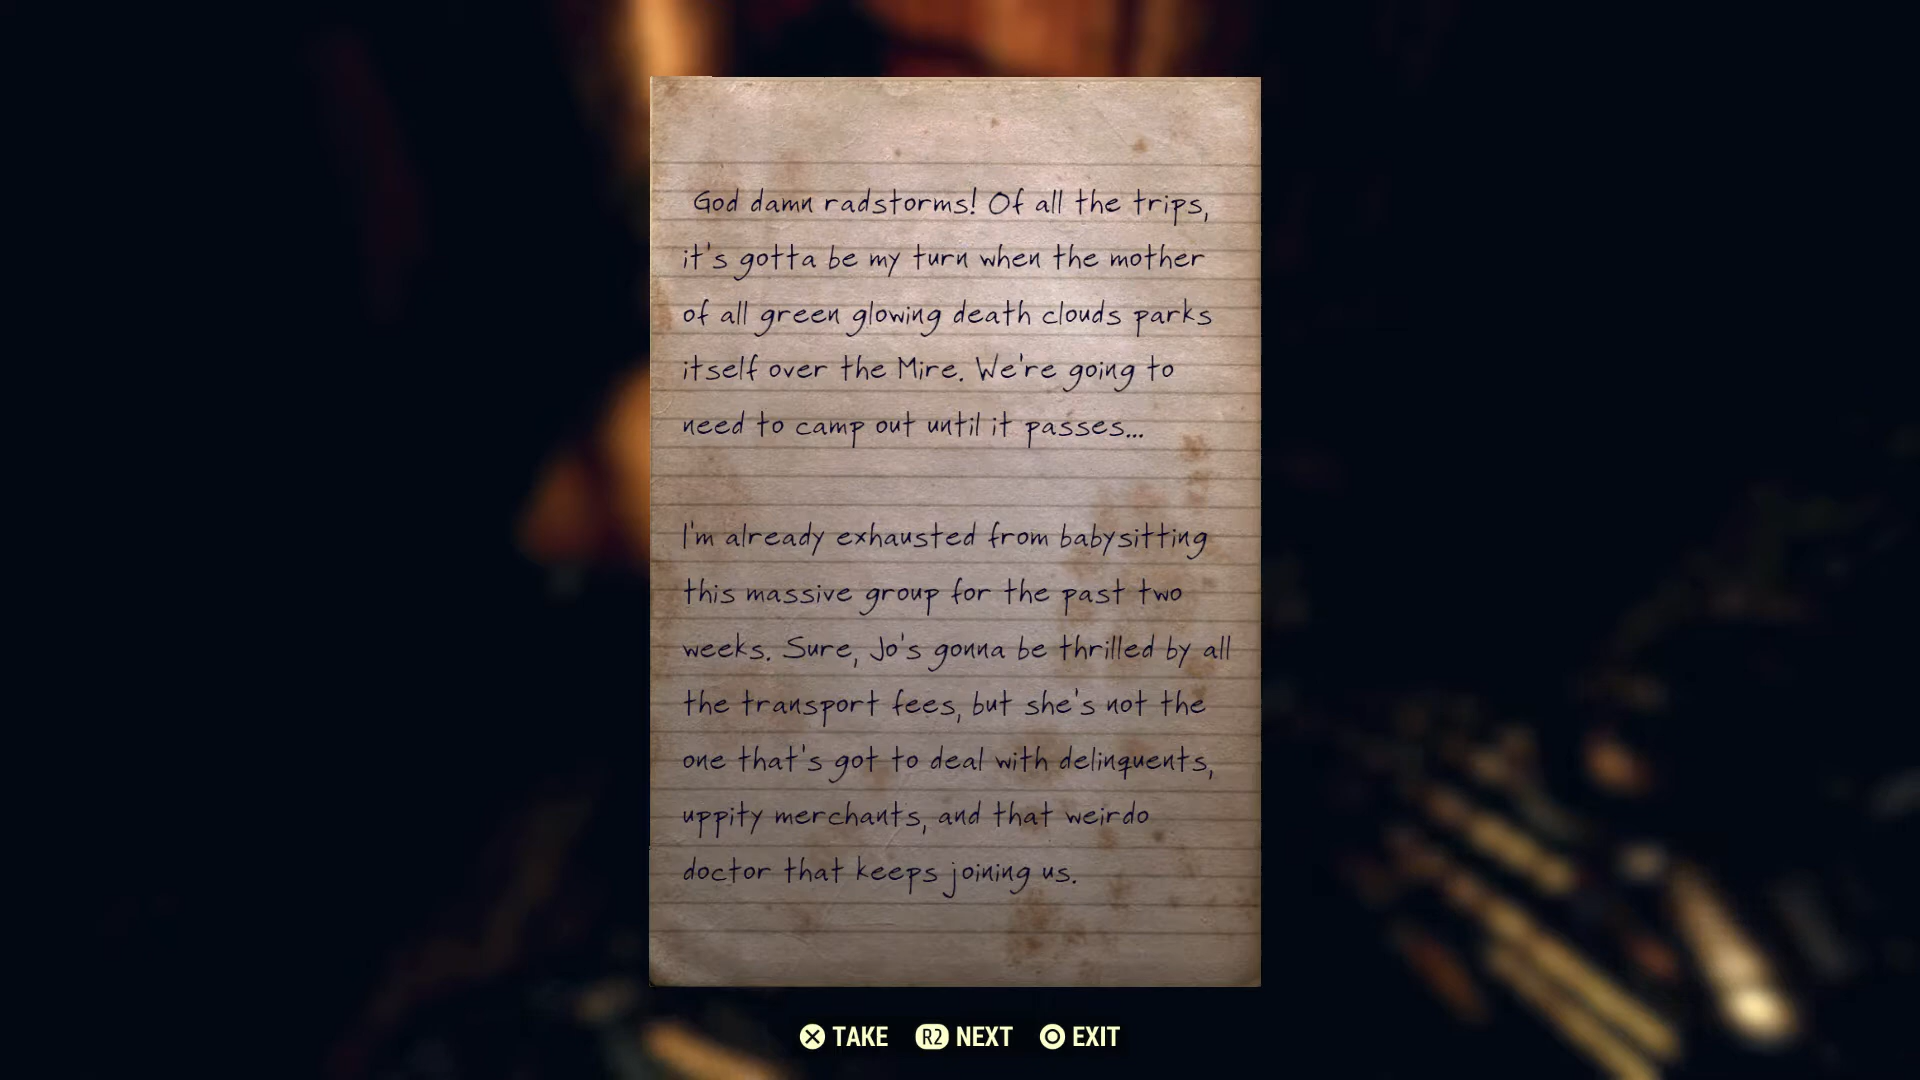 God damn radstorms! Of all the trips,
it's gotta be my turn when the mother
of all green glowing death clouds parks
itself over the Mire. We're going to
need to camp out until it passes...
I'm already exhausted from babysitting
this massive group for the past two
weeks. Sure, Jo's gonna be thrilled by all
the transport fees, but she's not the
one that's got to deal with delinquents,
uppity merchants, and that weirdo
doctor that keeps joining us.
TAKE R2 NEXT EXIT